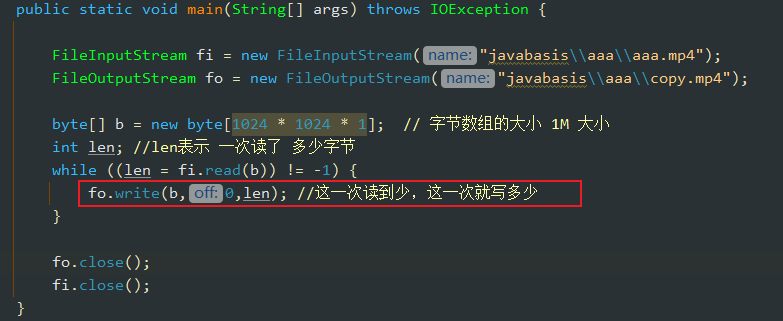 public static void main(String[] args) throws IOException {
FileInputStream fi = new FileInputStream( name: "javabasis\\aaa\\aaa.mp4");
FileOutputStream fo = new FileOutputStream( name: "javabasis\\aaa\\copy.mp4");
byte[] b = new byte[1024 * 1024 * 1]; // 字节数组的大小 1M 大小
int len; //len表示 一次读了 多少字节
while ((len = fi.read(b)) != -1) {
fo.write(b, off: 0,len); //这一次读到少，这一次就写多少
}
fo.close();
fi.close();
}